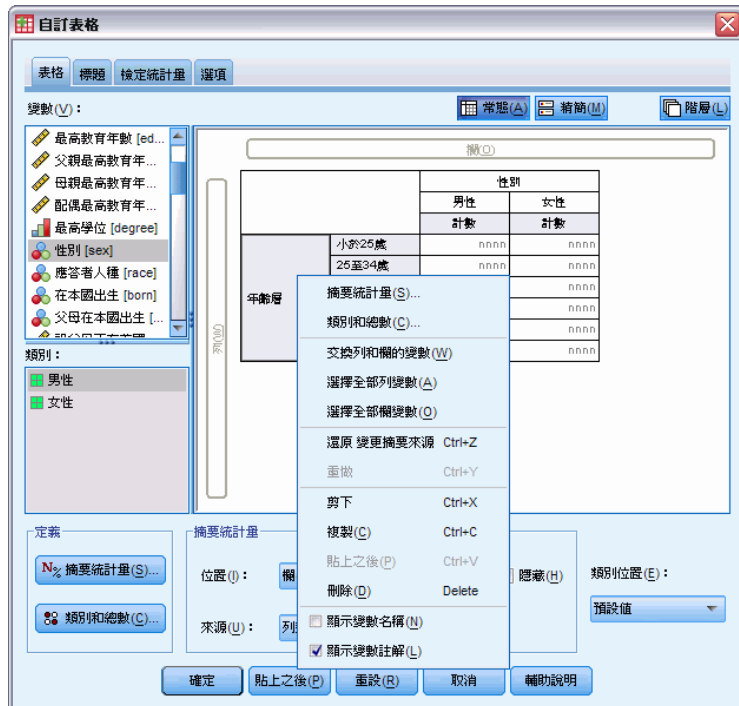 自訂表格
表格 標題 檢定統計量 選項
變數(V)：
常態(A) 精簡(M) 階層(L)
最高教育年數 [ed...
父親最高教育年...
母親最高教育年...
配偶最高教育年...
最高學位 [degree]
性別 [sex]
應答者人種 [race]
在本國出生 [born]
父母在本國出生 [...
欄(O)
列(W)
性別
男性 女性
計數 計數
年齡層
小於25歲 nnnn nnnn
25至34歲 nnnn nnnn
nnnn
nnnn
nnnn
nnnn
類別：
男性
女性
摘要統計量(S)...
類別和總數(C)...
交換列和欄的變數(W)
選擇全部列變數(A)
選擇全部欄變數(O)
還原 變更摘要來源 Ctrl+Z
重做 Ctrl+Y
剪下 Ctrl+X
複製(C) Ctrl+C
貼上之後(P) Ctrl+V
刪除(D) Delete
顯示變數名稱(N)
顯示變數註解(L)
定義
N% 摘要統計量(S)...
類別和總數(C)...
摘要統計量
位置(I)： 欄
來源(U)： 列
隱藏(H)
類別位置(E)：
預設值
確定 貼上之後(P) 重設(R) 取消 輔助說明